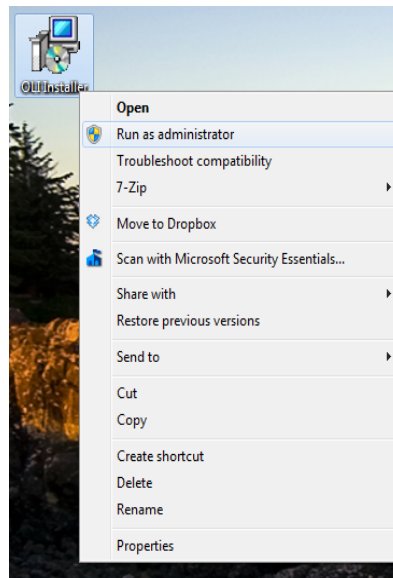 OLI Installer
Open
Run as administrator
Troubleshoot compatibility
7-Zip
Move to Dropbox
Scan with Microsoft Security Essentials...
Share with
Restore previous versions
Send to
Cut
Copy
Create shortcut
Delete
Rename
Properties